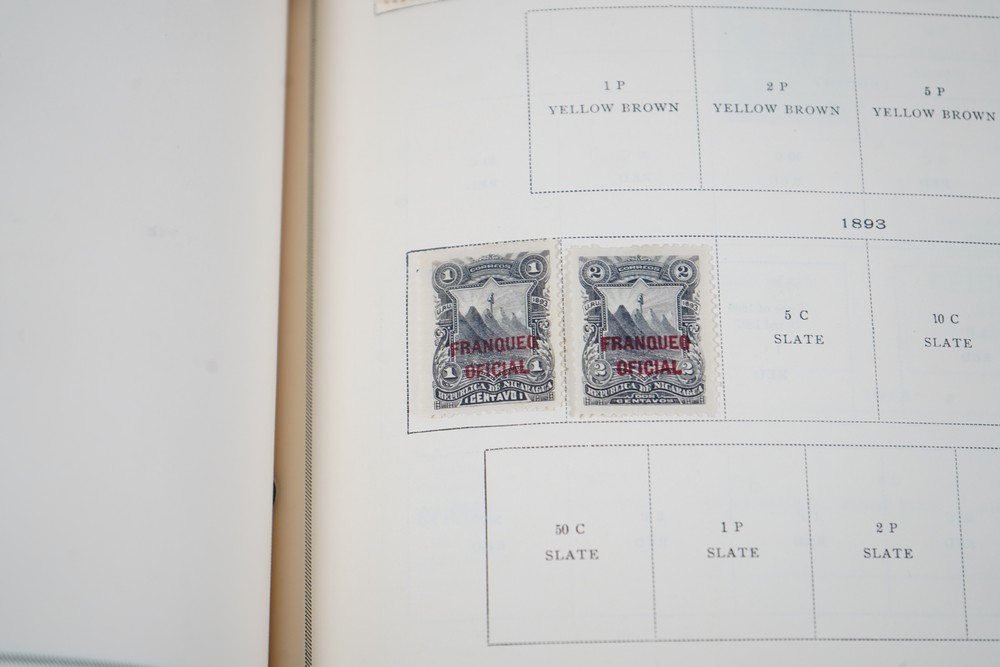 1 P
YELLOW BROWN
2 P
YELLOW BROWN
5 P
YELLOW BROWN
1893
1 CORREOS 1
1893
FRANQUEO
OFICIAL
1 1
REPUBLICA DE NICARAGUA
1 CENTAVO 1
2 CORREOS 2
1893
FRANQUEO
OFICIAL
2 2
REPUBLICA DE NICARAGUA
DOS
CENTAVOS
5 C
SLATE
10 C
SLATE
50 C
SLATE
1 P
SLATE
2 P
SLATE